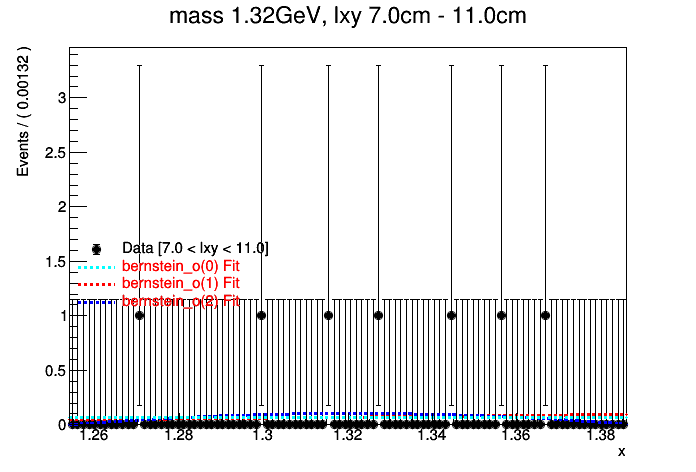 mass 1.32GeV, lxy 7.0cm - 11.0cm
Events / ( 0.00132 )
3
2.5
2
1.5
1
0.5
0
Data [7.0 < lxy < 11.0]
bernstein_o(0) Fit
bernstein_o(1) Fit
bernstein_o(2) Fit
1.26 1.28 1.3 1.32 1.34 1.36 1.38
x